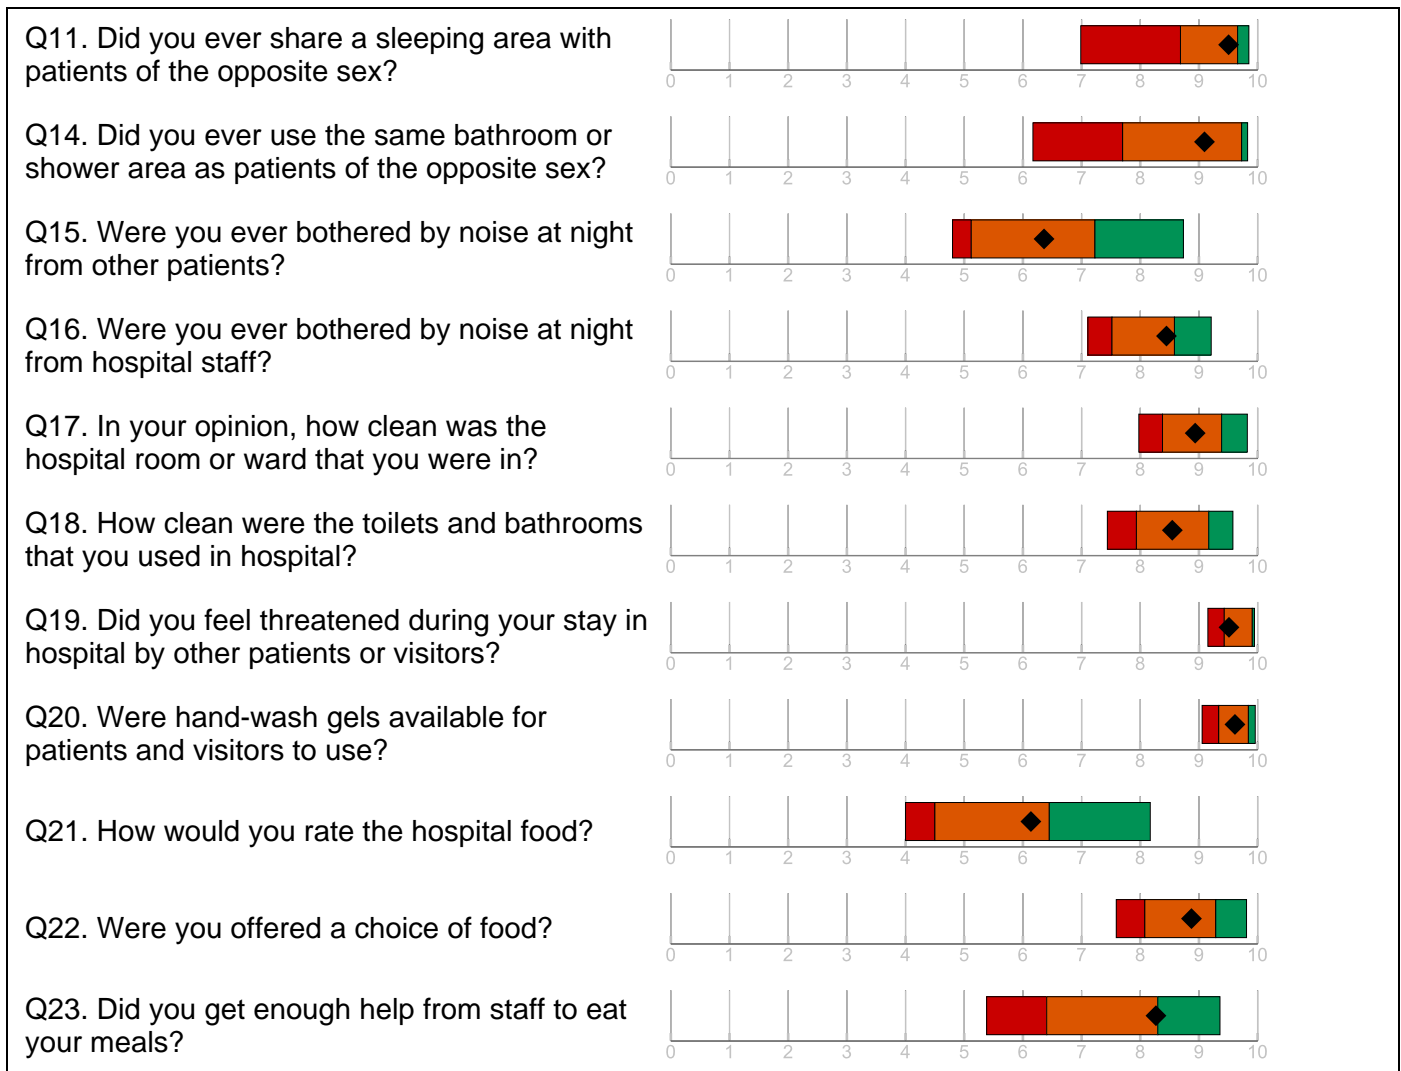 Q11. Did you ever share a sleeping area with
patients of the opposite sex?
0 1 2 3 4 5 6 7 8 9 10
Q14. Did you ever use the same bathroom or
shower area as patients of the opposite sex?
0 1 2 3 4 5 6 7 8 9 10
Q15. Were you ever bothered by noise at night
from other patients?
0 1 2 3 4 5 6 7 8 9 10
Q16. Were you ever bothered by noise at night
from hospital staff?
0 1 2 3 4 5 6 7 8 9 10
Q17. In your opinion, how clean was the
hospital room or ward that you were in?
0 1 2 3 4 5 6 7 8 9 10
Q18. How clean were the toilets and bathrooms
that you used in hospital?
0 1 2 3 4 5 6 7 8 9 10
Q19. Did you feel threatened during your stay in
hospital by other patients or visitors?
0 1 2 3 4 5 6 7 8 9 10
Q20. Were hand-wash gels available for
patients and visitors to use?
0 1 2 3 4 5 6 7 8 9 10
Q21. How would you rate the hospital food?
0 1 2 3 4 5 6 7 8 9 10
Q22. Were you offered a choice of food?
0 1 2 3 4 5 6 7 8 9 10
Q23. Did you get enough help from staff to eat
your meals?
0 1 2 3 4 5 6 7 8 9 10